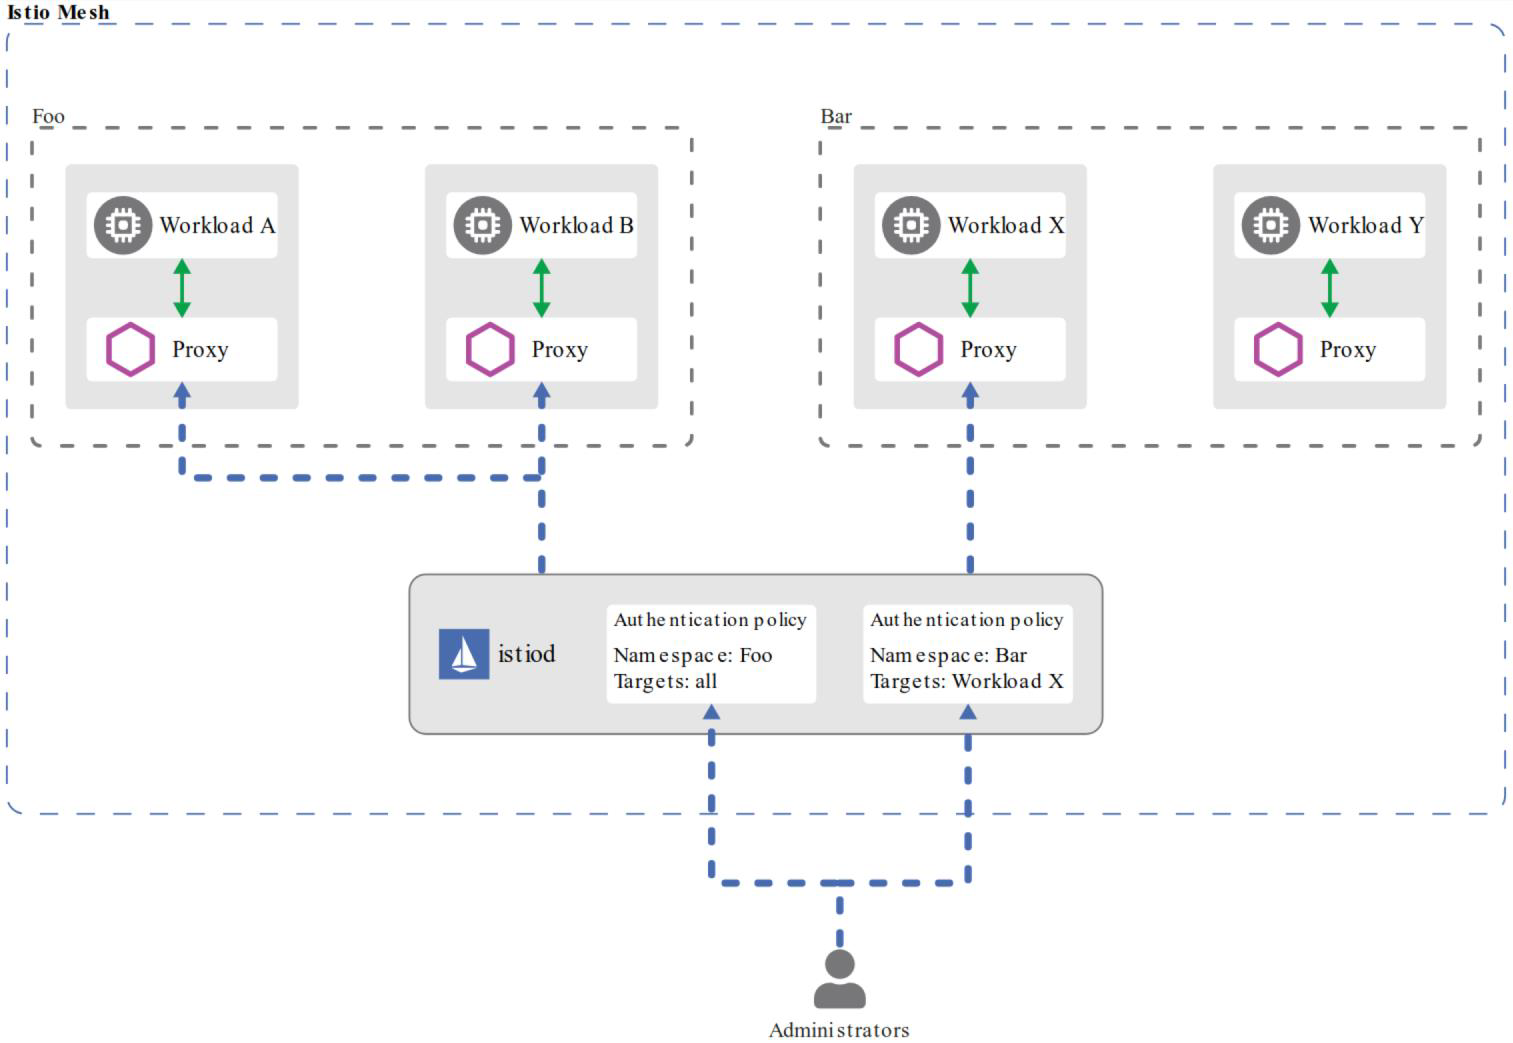 Istio Mesh
Foo
Bar
Workload A
Workload B
Workload X
Workload Y
Proxy
Proxy
Proxy
Proxy
istiod
Authentication policy
Namespace: Foo
Targets: all
Authentication policy
Namespace: Bar
Targets: Workload X
Administrators